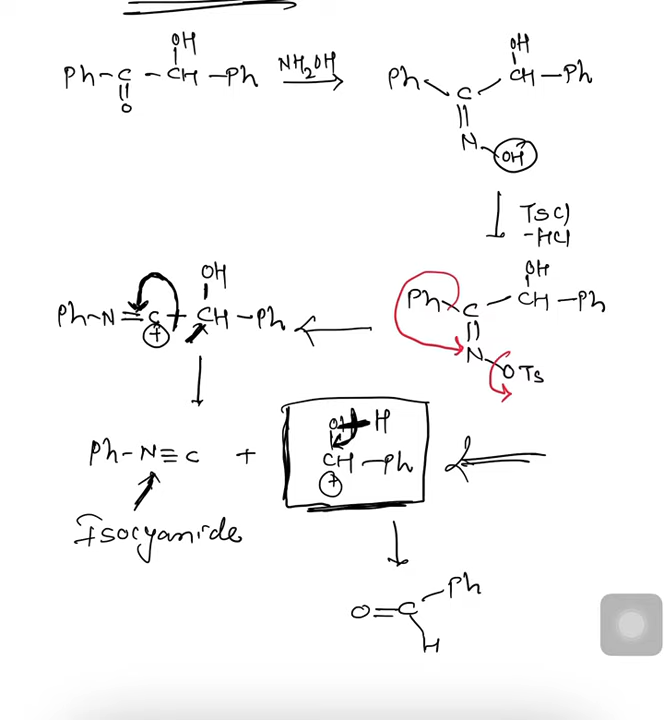 OH
Ph-C-CH-Ph
O
NH2OH
OH
Ph C CH-Ph
N-OH
TsCl
-HCl
OH
Ph C-CH-Ph
N-OTs
OH
Ph-N=C+CH-Ph
+
Ph-N≡C +
OH H
CH-Ph
+
Isocyanide
O=C-Ph
H